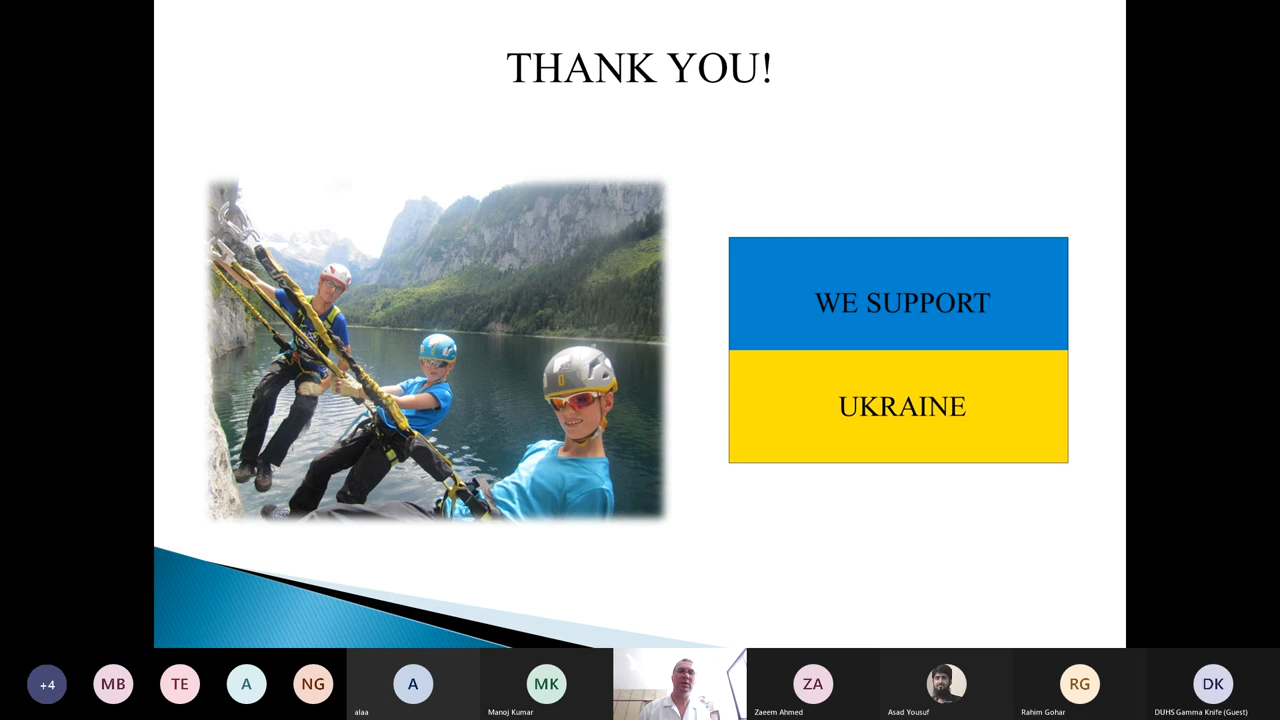 THANK YOU!
WE SUPPORT
UKRAINE
+4
MB
TE
A
NG
A
alaa
MK
Manoj Kumar
ZA
Zaeem Ahmed
Asad Yousuf
RG
Rahim Gohar
DK
DUHS Gamma Knife (Guest)